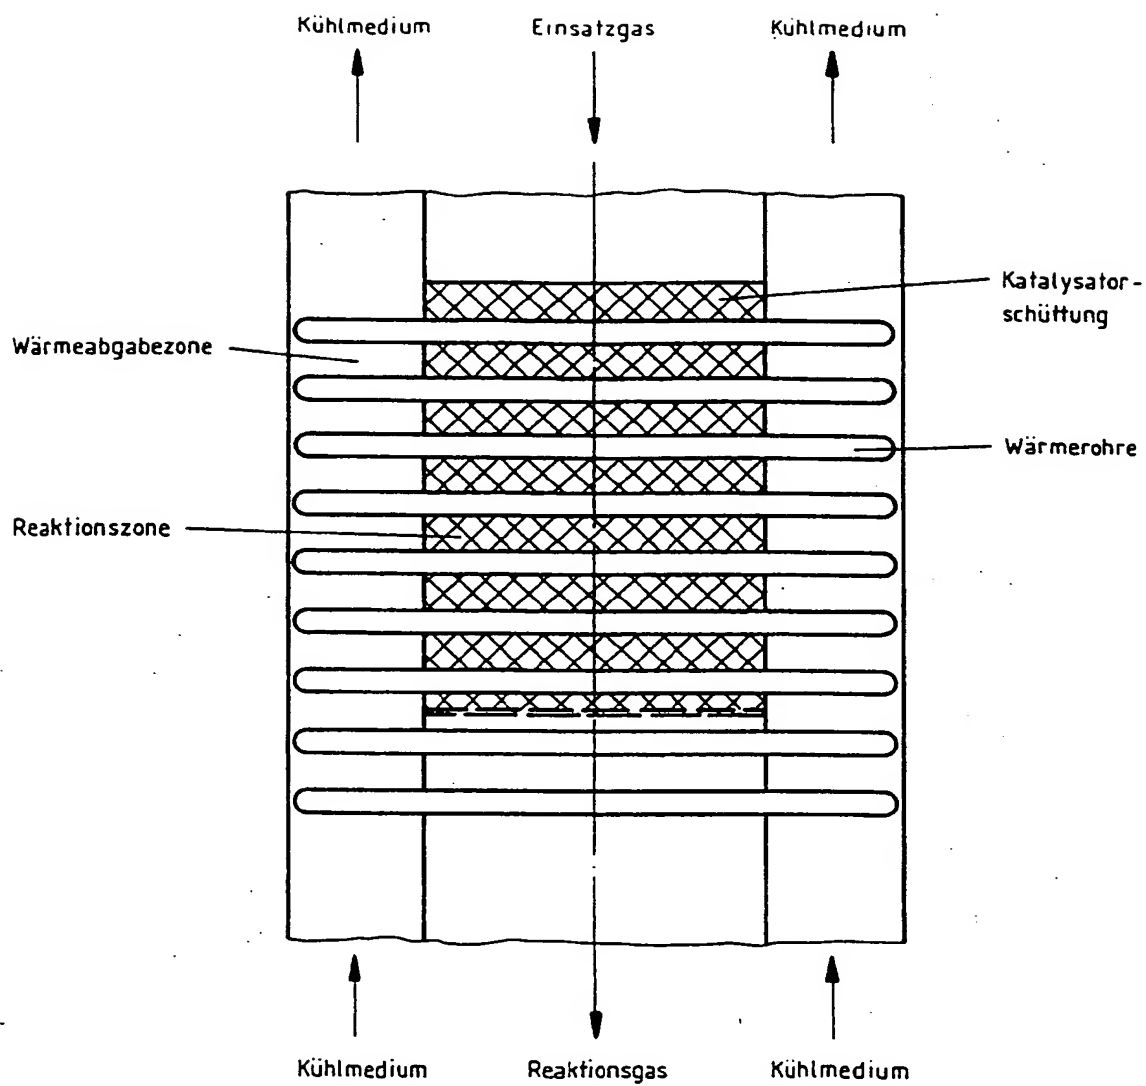 Kühlmedium
Einsatzgas
Kühlmedium
Katalysator-
schüttung
Wärmeabgabezone
Wärmerohre
Reaktionszone
Kühlmedium
Reaktionsgas
Kühlmedium